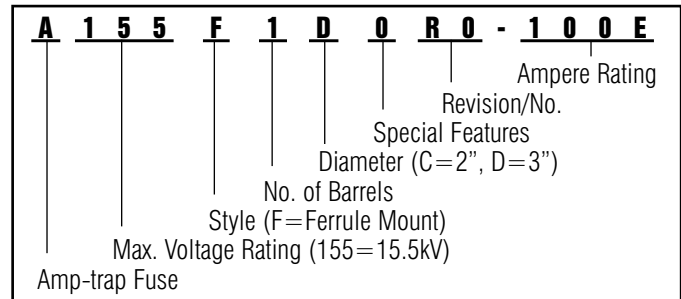 A 1 5 5 F 1 D 0 R 0 - 1 0 0 E
Ampere Rating
Revision/No.
Special Features
Diameter (C=2”, D=3”)
No. of Barrels
Style (F=Ferrule Mount)
Max. Voltage Rating (155=15.5kV)
Amp-trap Fuse